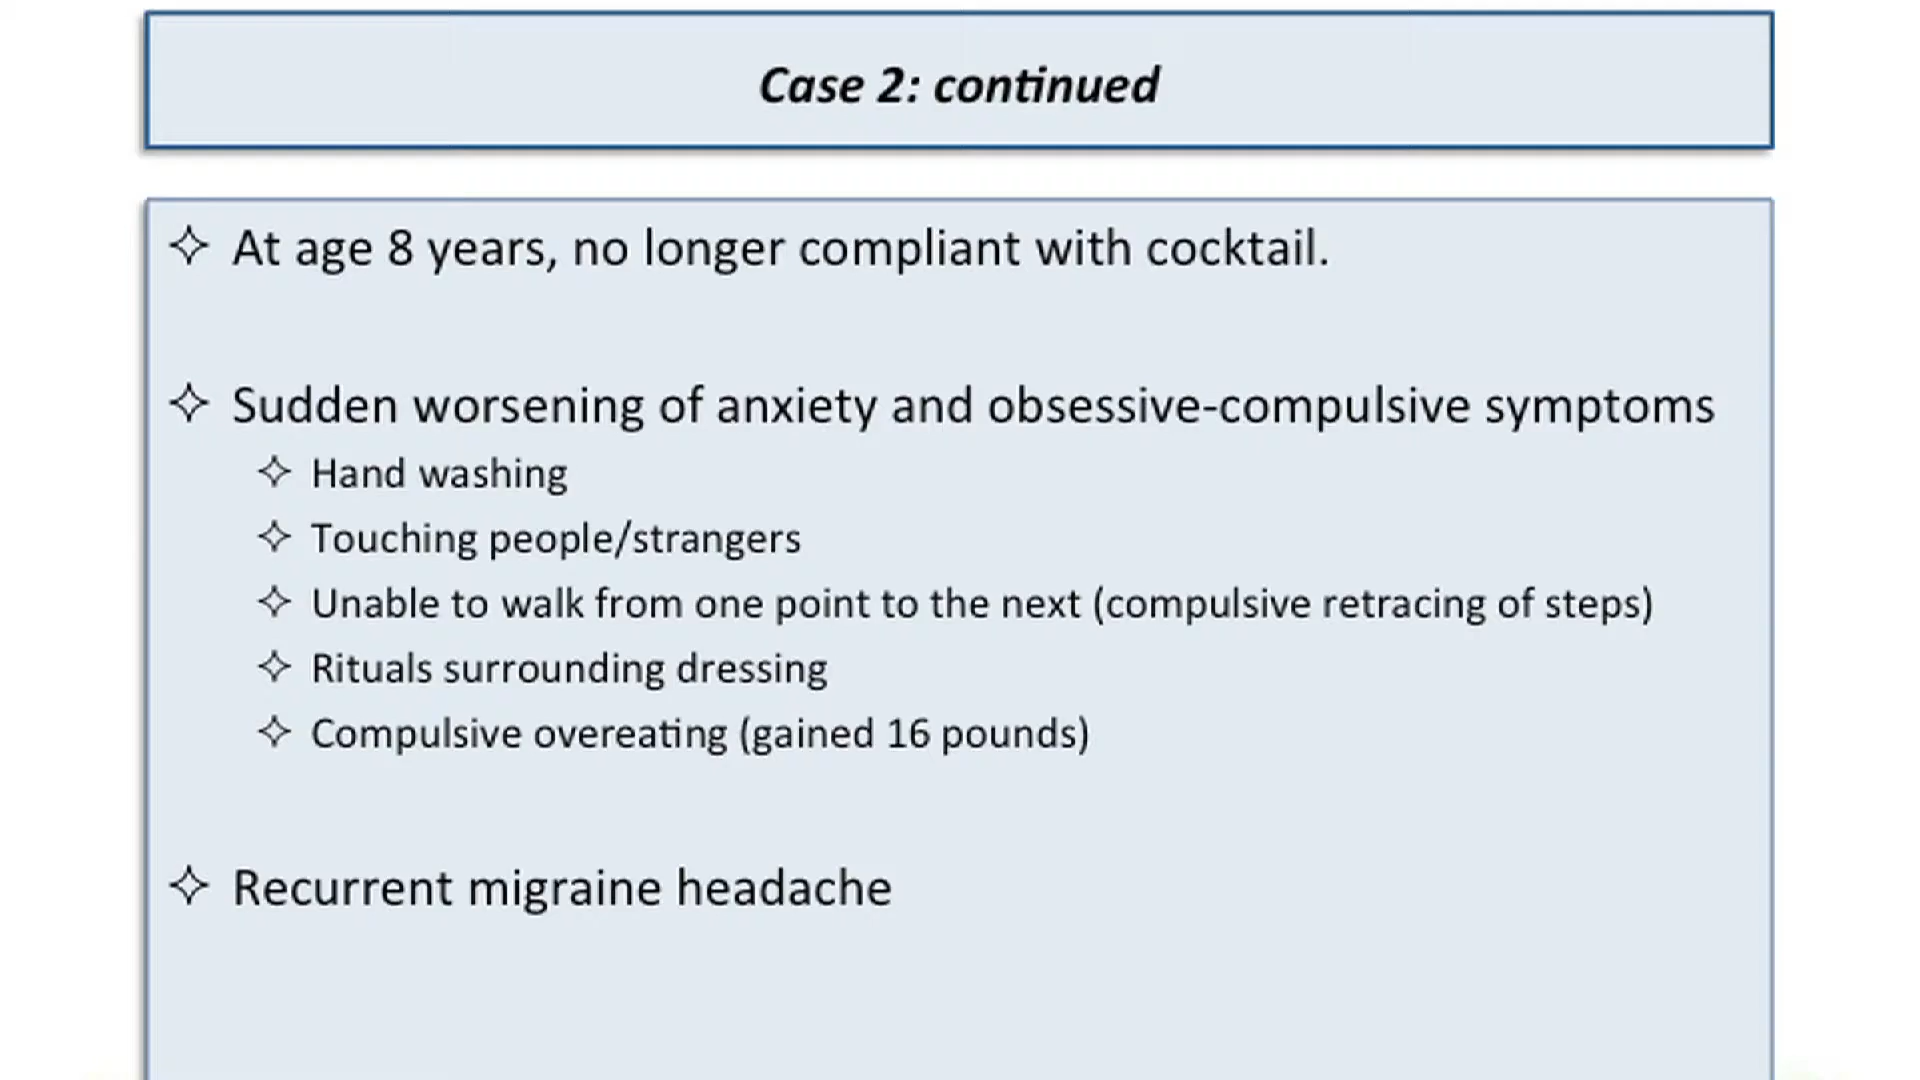 Case 2: continued
✧ At age 8 years, no longer compliant with cocktail.
✧ Sudden worsening of anxiety and obsessive-compulsive symptoms
✧ Hand washing
✧ Touching people/strangers
✧ Unable to walk from one point to the next (compulsive retracing of steps)
✧ Rituals surrounding dressing
✧ Compulsive overeating (gained 16 pounds)
✧ Recurrent migraine headache